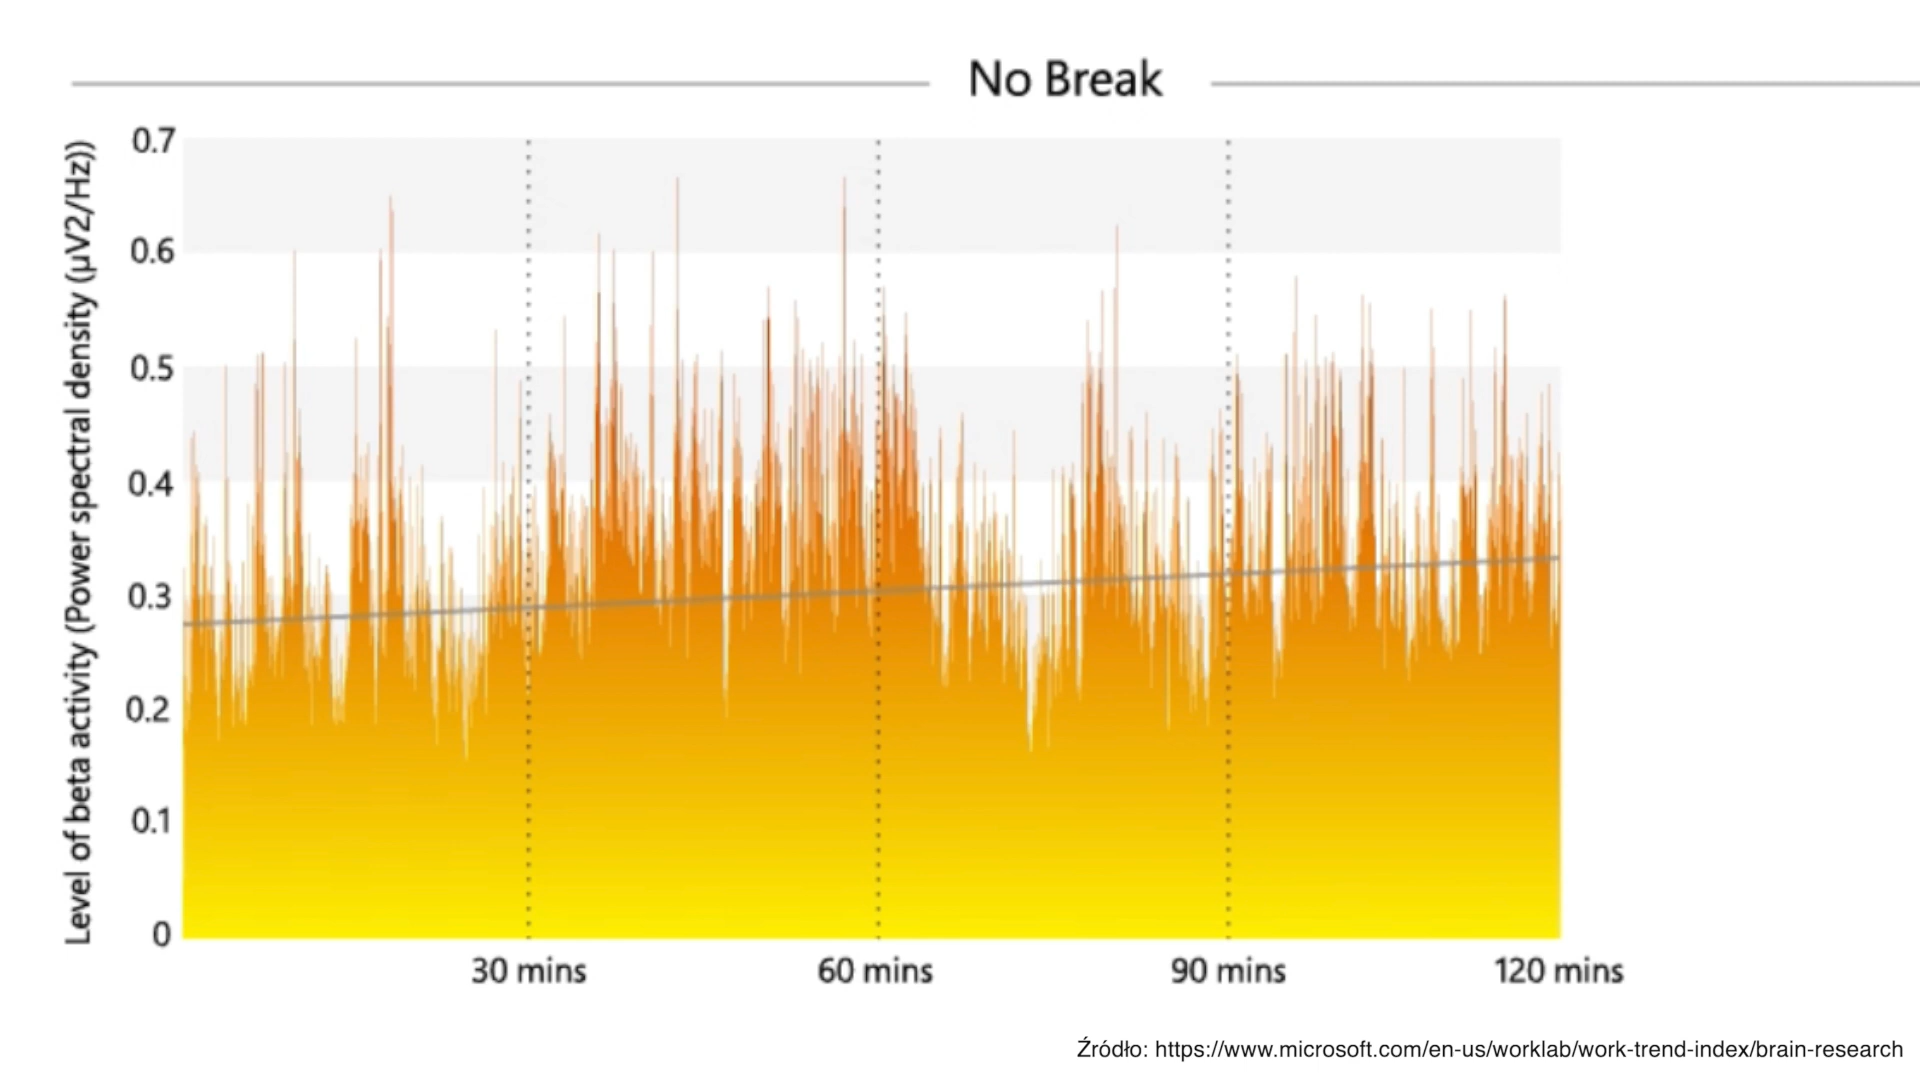 No Break
Level of beta activity (Power spectral density (µV2/Hz))
0.7
0.6
0.5
0.4
0.3
0.2
0.1
0
30 mins
60 mins
90 mins
120 mins
Źródło: https://www.microsoft.com/en-us/worklab/work-trend-index/brain-research